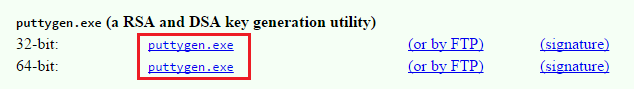 puttygen.exe (a RSA and DSA key generation utility)
32-bit: puttygen.exe (or by FTP) (signature)
64-bit: puttygen.exe (or by FTP) (signature)